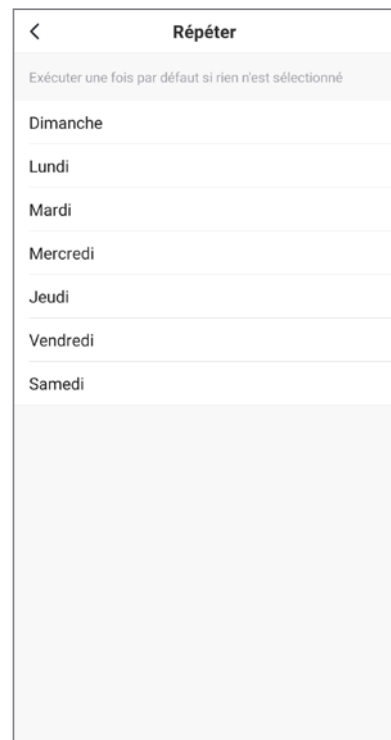 Répéter
Exécuter une fois par défaut si rien n'est sélectionné
Dimanche
Lundi
Mardi
Mercredi
Jeudi
Vendredi
Samedi